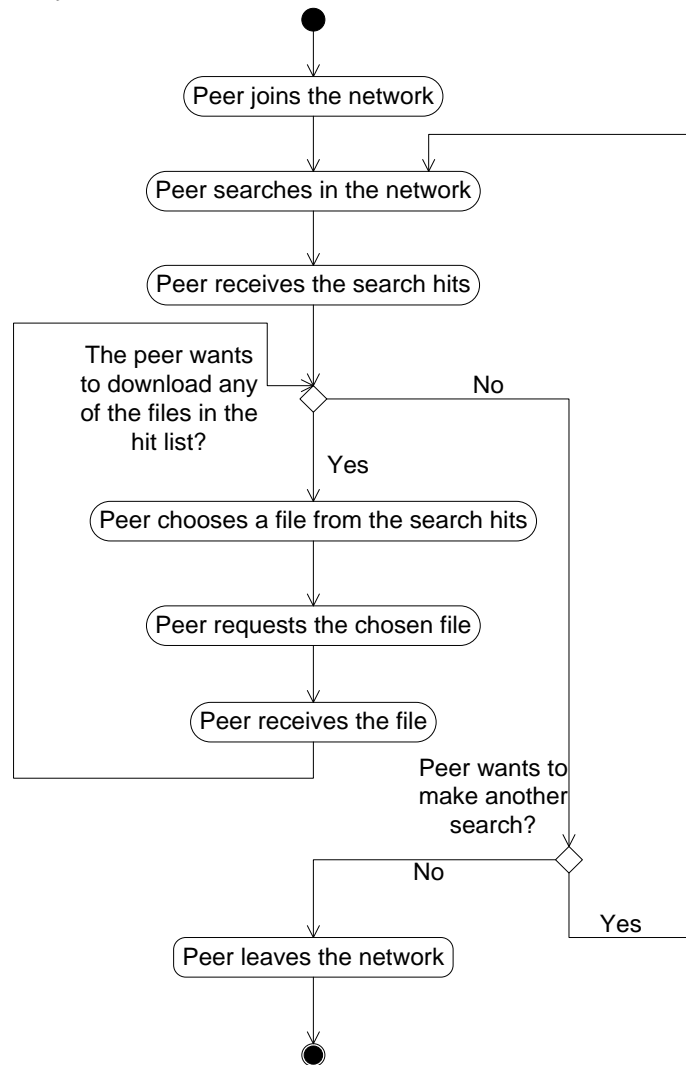 Peer joins the network
Peer searches in the network
Peer receives the search hits
The peer wants
to download any
of the files in the
hit list?
No
Yes
Peer chooses a file from the search hits
Peer requests the chosen file
Peer receives the file
Peer wants to
make another
search?
No
Yes
Peer leaves the network